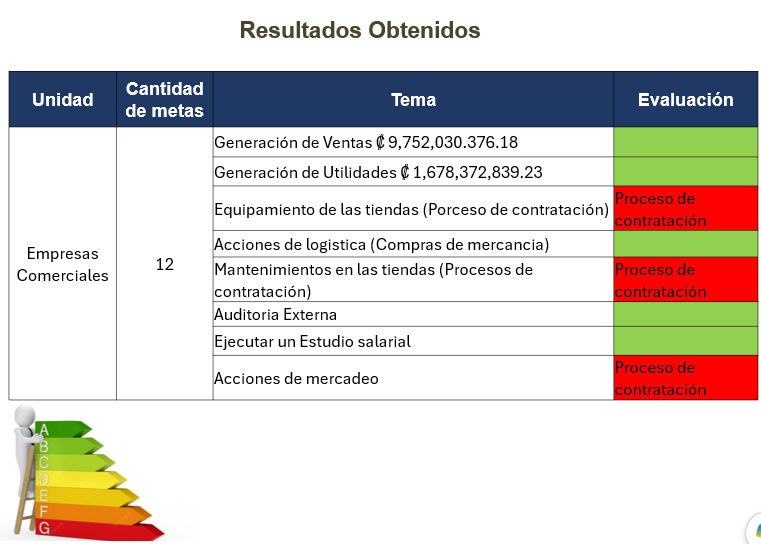 Resultados Obtenidos
Unidad
Cantidad
de metas
Tema
Evaluación
Empresas
Comerciales
12
Generación de Ventas ₡ 9,752,030.376.18
Generación de Utilidades ₡ 1,678,372,839.23
Equipamiento de las tiendas (Porceso de contratación)
Proceso de
contratación
Acciones de logistica (Compras de mercancia)
Mantenimientos en las tiendas (Procesos de
contratación)
Proceso de
contratación
Auditoria Externa
Ejecutar un Estudio salarial
Acciones de mercadeo
Proceso de
contratación
A
B
C
D
E
F
G